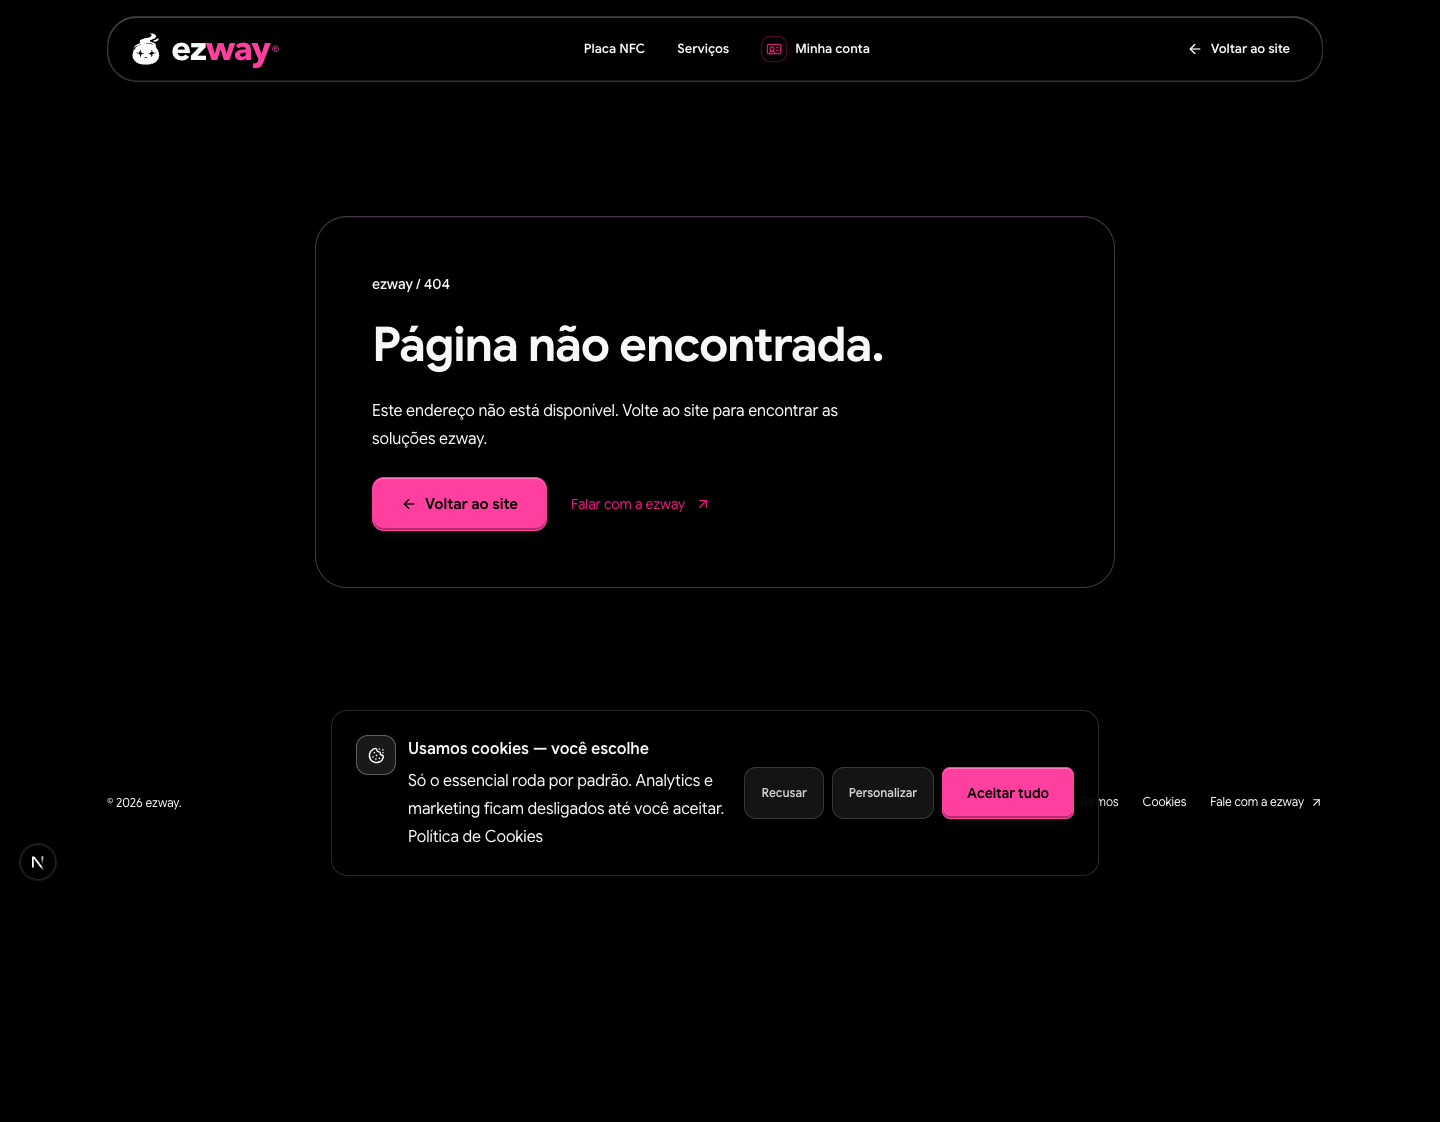 ezway®
Placa NFC
Serviços
Minha conta
Voltar ao site
ezway / 404
Página não encontrada.
Este endereço não está disponível. Volte ao site para encontrar as
soluções ezway.
Voltar ao site
Falar com a ezway
Usamos cookies — você escolhe
Só o essencial roda por padrão. Analytics e
marketing ficam desligados até você aceitar.
Política de Cookies
Recusar
Personalizar
Aceitar tudo
© 2026 ezway.
Termos
Cookies
Fale com a ezway
N